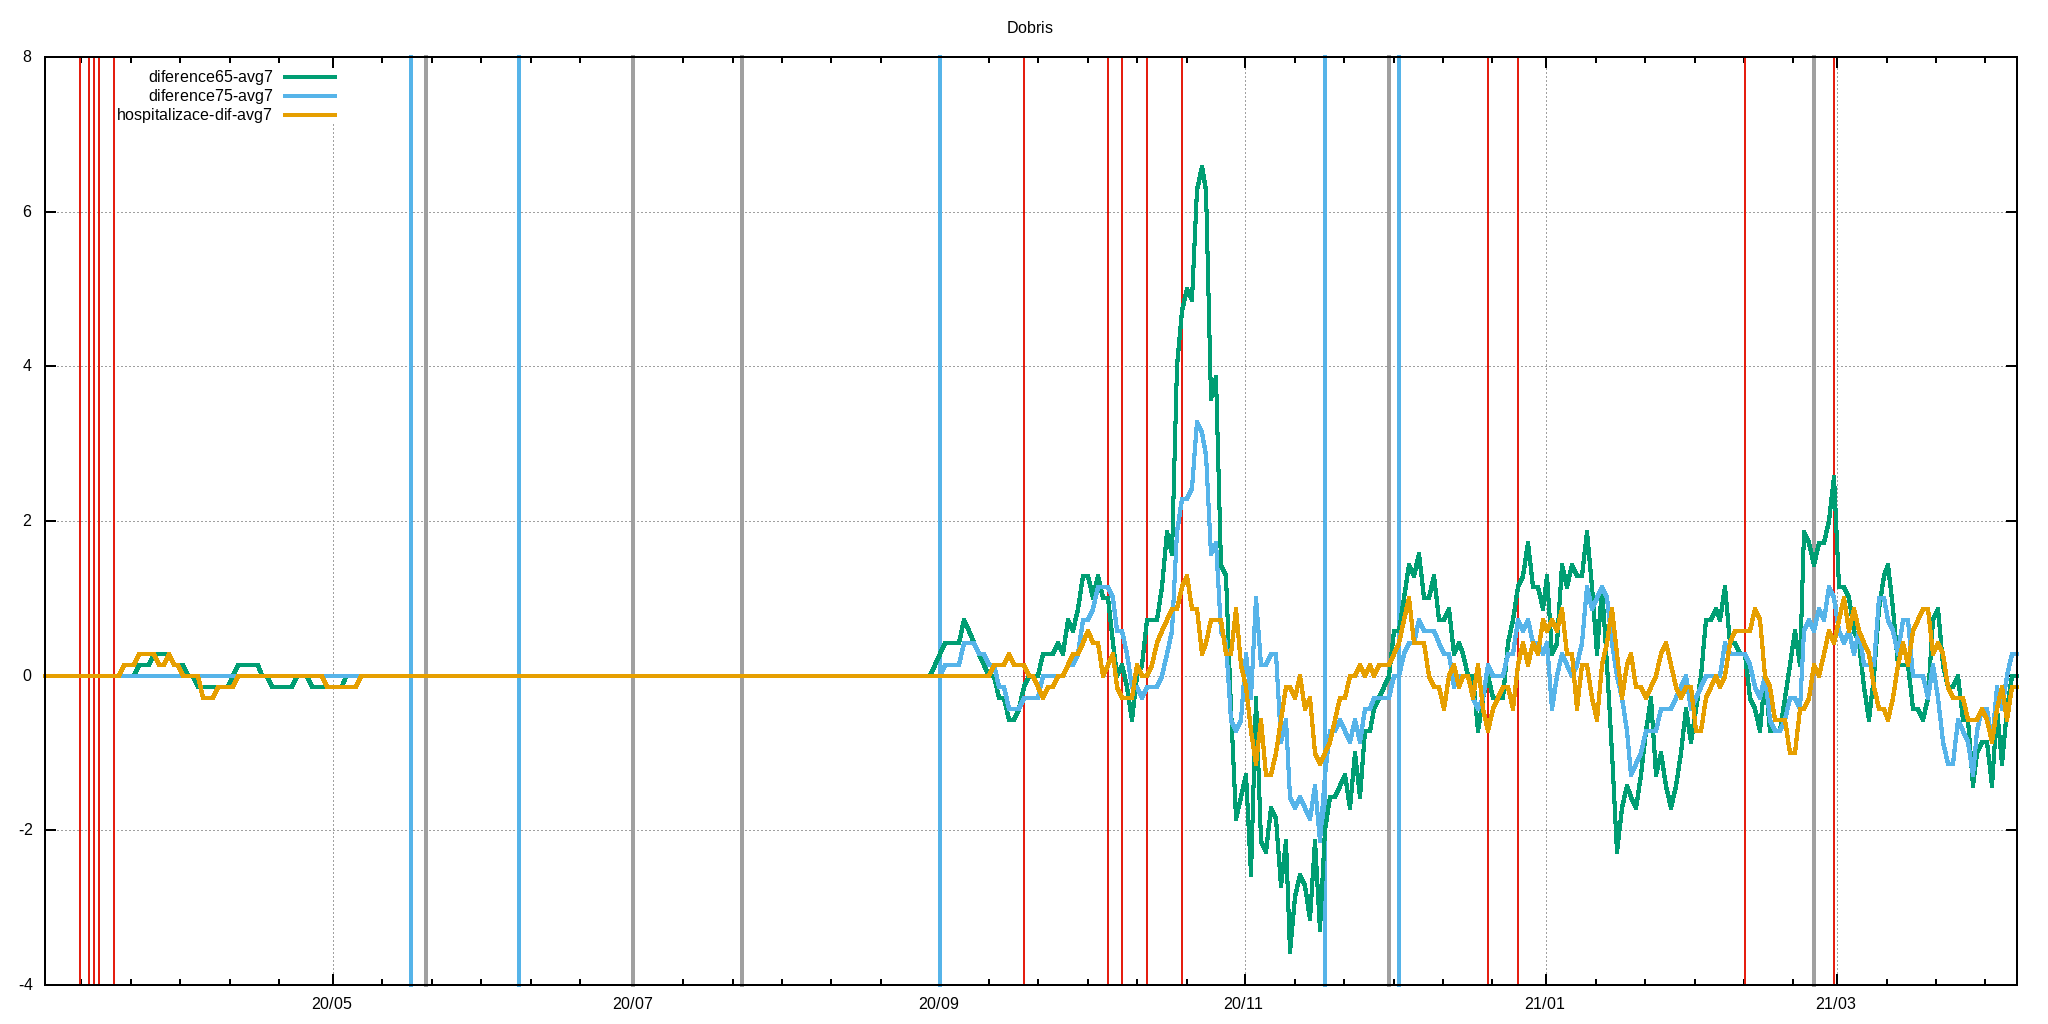 Dobris
8
diference65-avg7
diference75-avg7
hospitalizace-dif-avg7
6
4
2
0
-2
-4
20/05 20/07 20/09 20/11 21/01 21/03